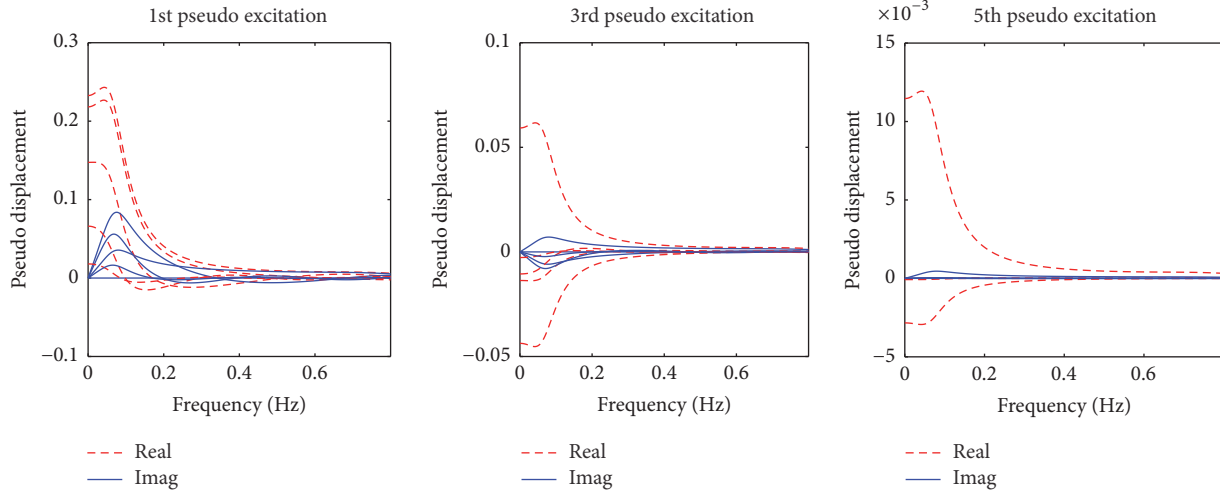 1st pseudo excitation
0.3
0.2
0.1
0
−0.1
Pseudo displacement
0 0.2 0.4 0.6
Frequency (Hz)
Real
Imag
3rd pseudo excitation
0.1
0.05
0
−0.05
Pseudo displacement
0 0.2 0.4 0.6
Frequency (Hz)
Real
Imag
×10−3
5th pseudo excitation
15
10
5
0
−5
Pseudo displacement
0 0.2 0.4 0.6
Frequency (Hz)
Real
Imag